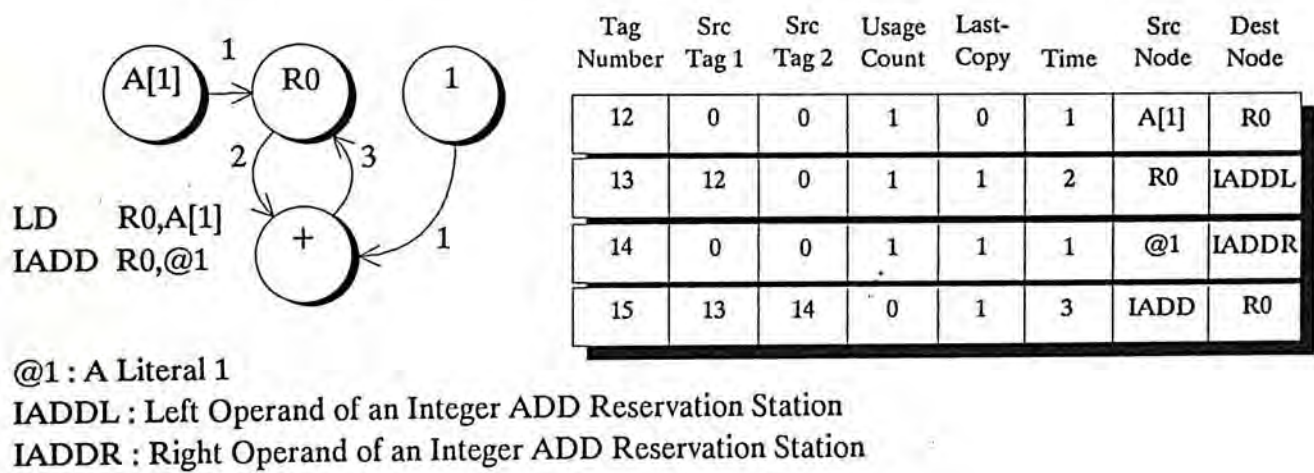 A[1]
1
R0
1
2
3
+
1
LD R0,A[1]
IADD R0,@1
Tag Number Src Tag 1 Src Tag 2 Usage Count Last-Copy Time Src Node Dest Node
12 0 0 1 0 1 A[1] R0
13 12 0 1 1 2 R0 IADDL
14 0 0 1 1 1 @1 IADDR
15 13 14 0 1 3 IADD R0
@1 : A Literal 1
IADDL : Left Operand of an Integer ADD Reservation Station
IADDR : Right Operand of an Integer ADD Reservation Station